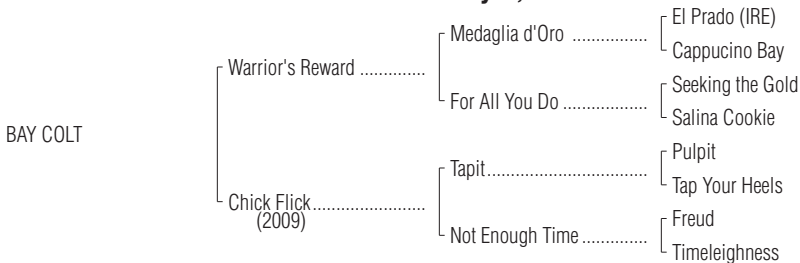 El Prado (IRE)
Medaglia d'Oro ................
Cappucino Bay
Warrior's Reward ..............
Seeking the Gold
For All You Do ..................
Salina Cookie
BAY COLT
Pulpit
Tapit..................................
Tap Your Heels
Chick Flick........................
(2009)
Freud
Not Enough Time ..............
Timeleighness